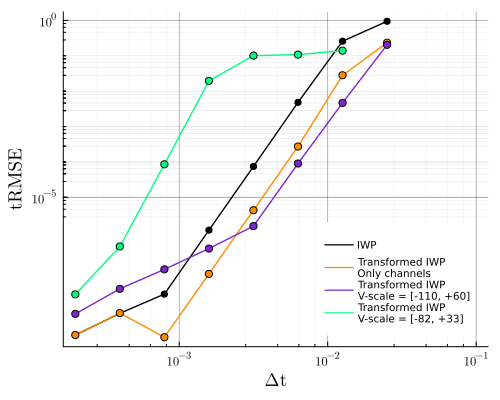 10⁰
10⁻⁵
tRMSE
IWP
Transformed IWP
Only channels
Transformed IWP
V-scale = [-110, +60]
Transformed IWP
V-scale = [-82, +33]
10⁻³
10⁻²
10⁻¹
Δt